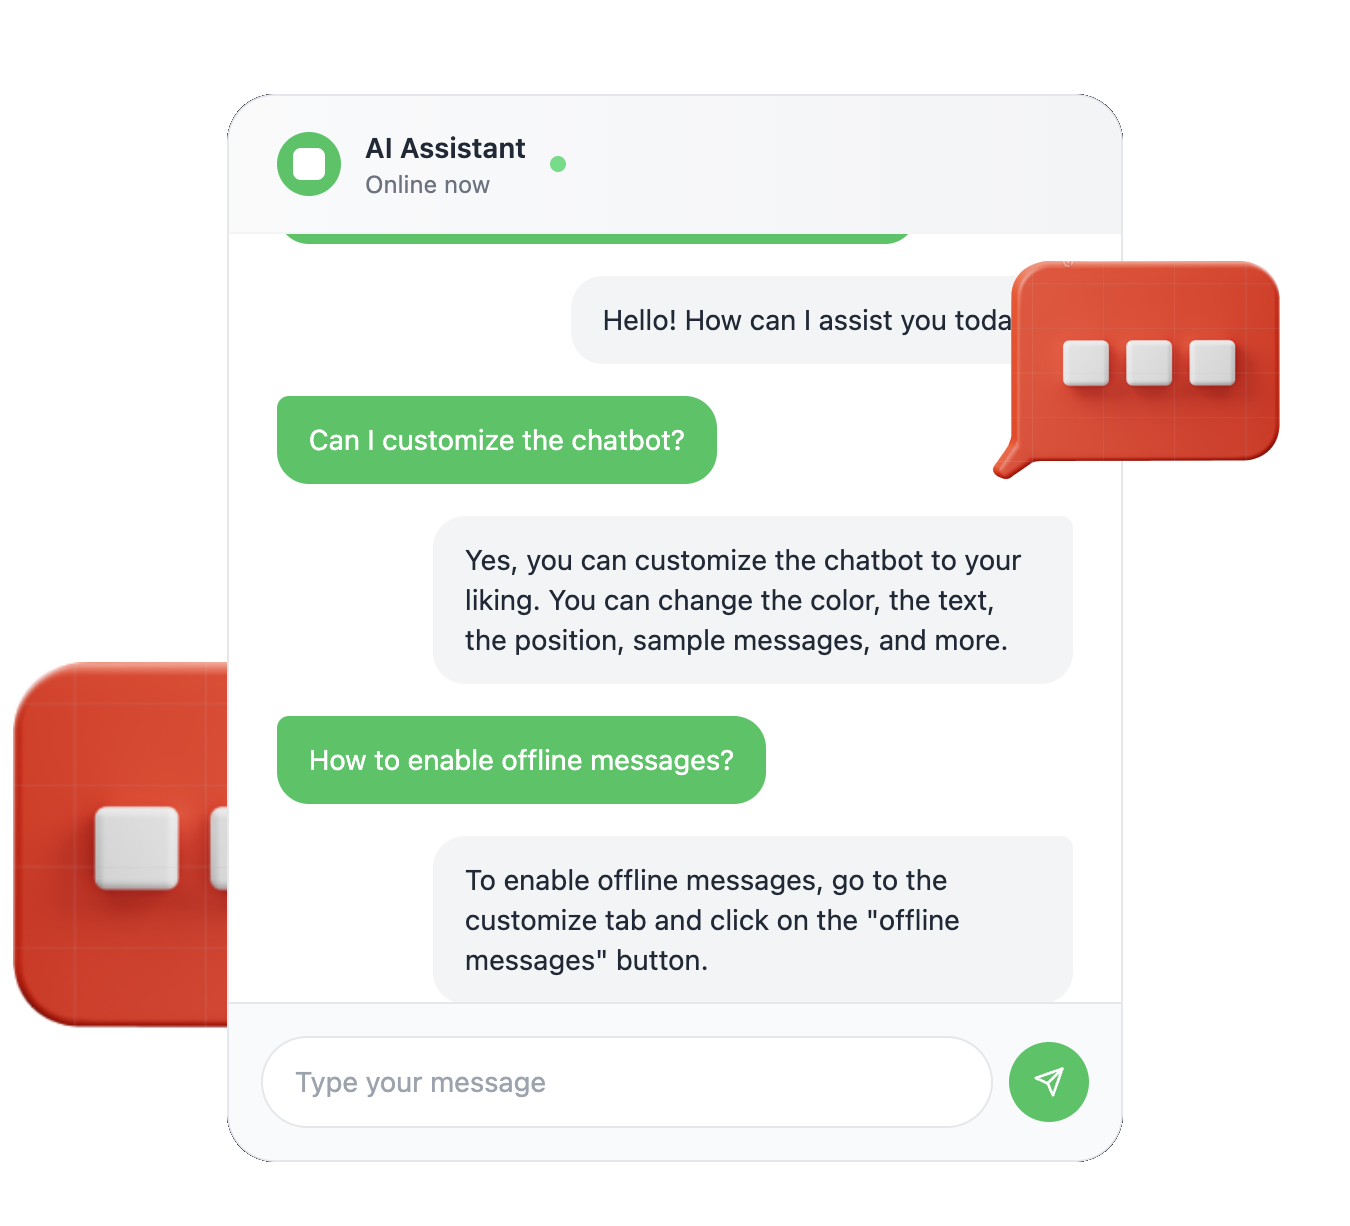 AI Assistant
Online now
Hello! How can I assist you toda
Can I customize the chatbot?
Yes, you can customize the chatbot to your
liking. You can change the color, the text,
the position, sample messages, and more.
How to enable offline messages?
To enable offline messages, go to the
customize tab and click on the "offline
messages" button.
Type your message